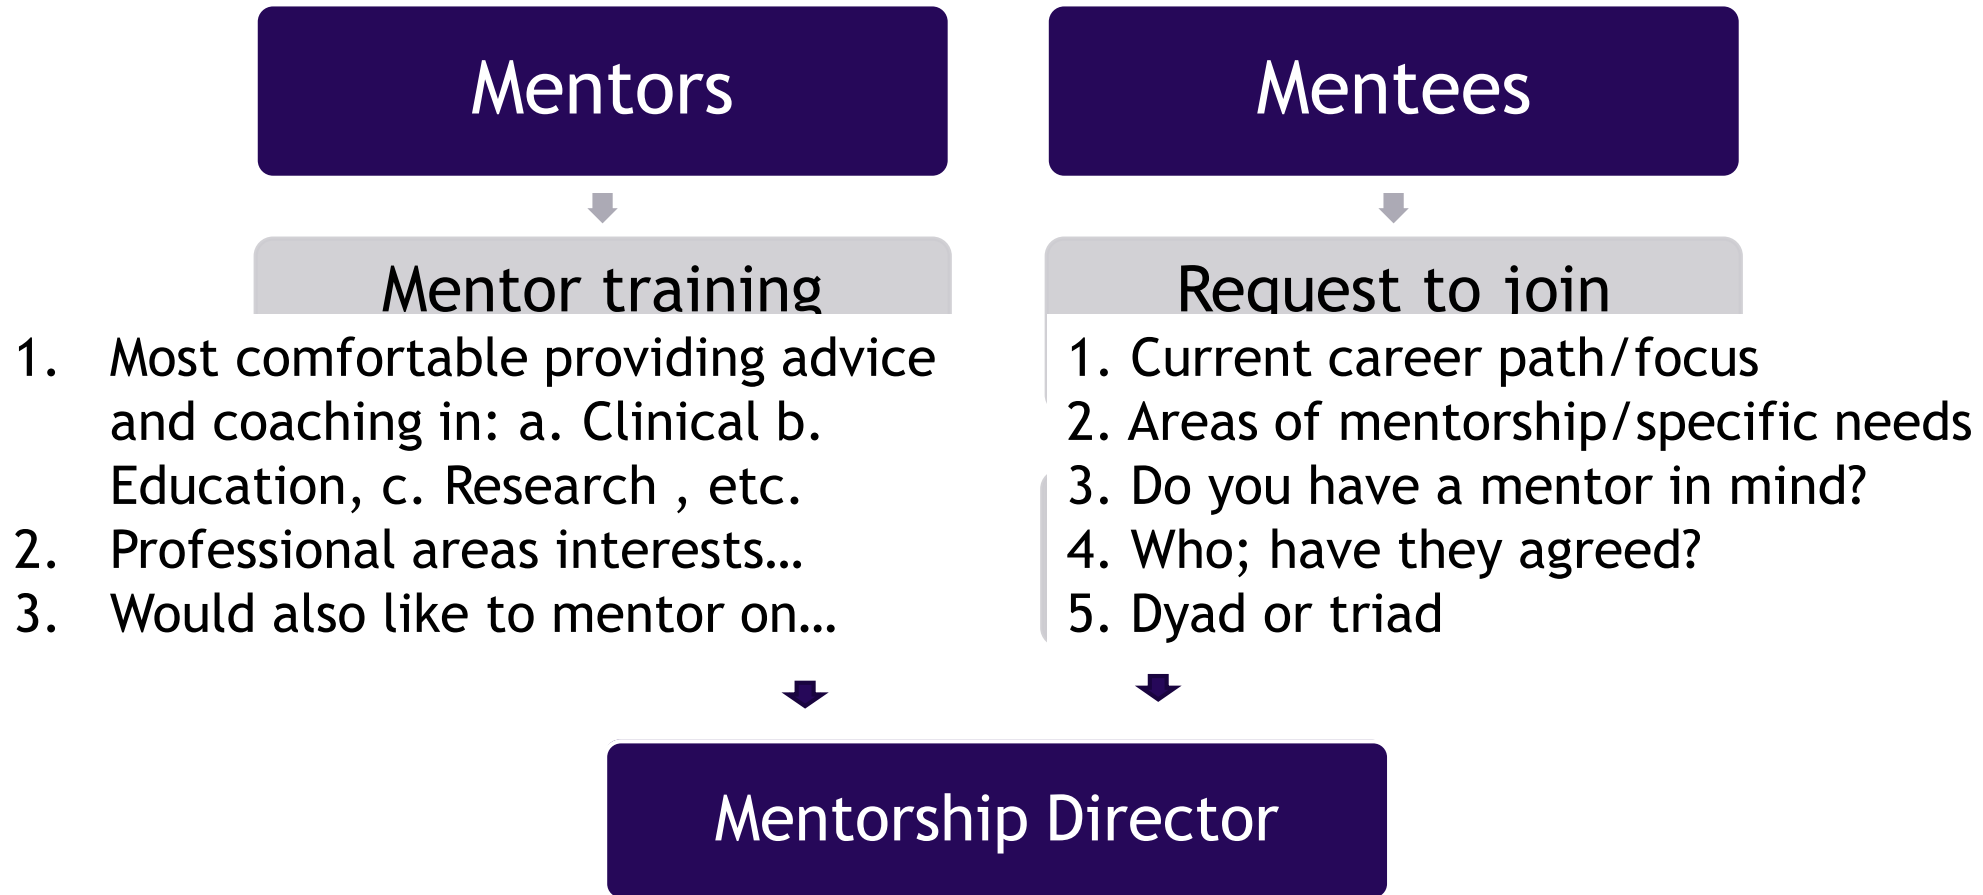 Mentors
Mentees
Mentor training
Request to join
1. Most comfortable providing advice
and coaching in: a. Clinical b.
Education, c. Research , etc.
2. Professional areas interests…
3. Would also like to mentor on…
1. Current career path/focus
2. Areas of mentorship/specific needs
3. Do you have a mentor in mind?
4. Who; have they agreed?
5. Dyad or triad
Mentorship Director